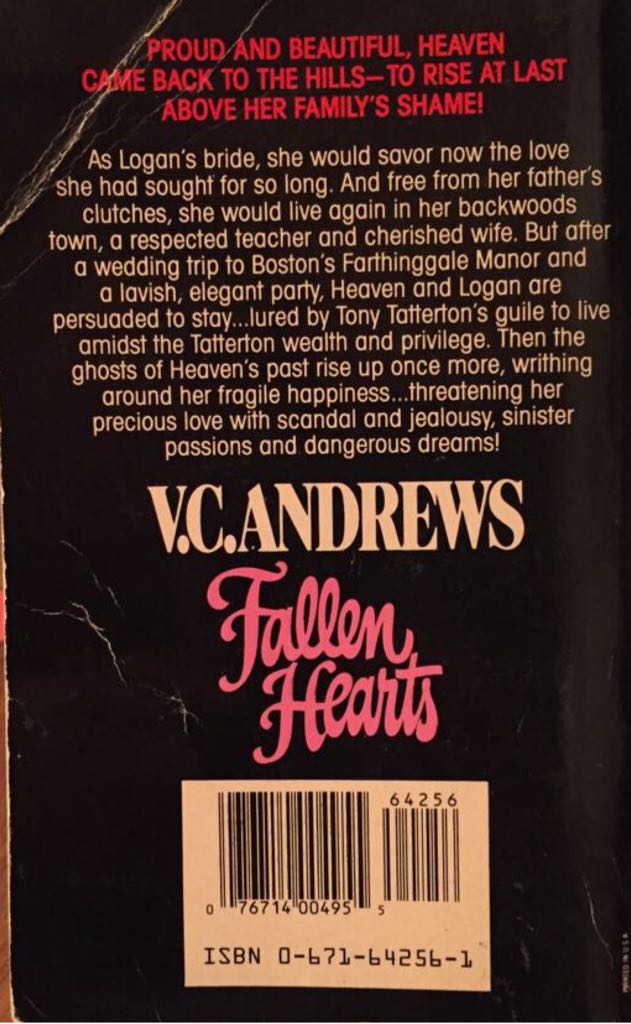 PROUD AND BEAUTIFUL, HEAVEN
CAME BACK TO THE HILLS—TO RISE AT LAST
ABOVE HER FAMILY'S SHAME!
As Logan's bride, she would savor now the love
she had sought for so long. And free from her father's
clutches, she would live again in her backwoods
town, a respected teacher and cherished wife. But after
a wedding trip to Boston's Farthinggale Manor and
a lavish, elegant party, Heaven and Logan are
persuaded to stay...lured by Tony Tatterton's guile to live
amidst the Tatterton wealth and privilege. Then the
ghosts of Heaven's past rise up once more, writhing
around her fragile happiness...threatening her
precious love with scandal and jealousy, sinister
passions and dangerous dreams!
V.C. ANDREWS
Fallen
Hearts
64256
0 76714 00495 5
ISBN 0-671-64256-1
PRINTED IN U.S.A.